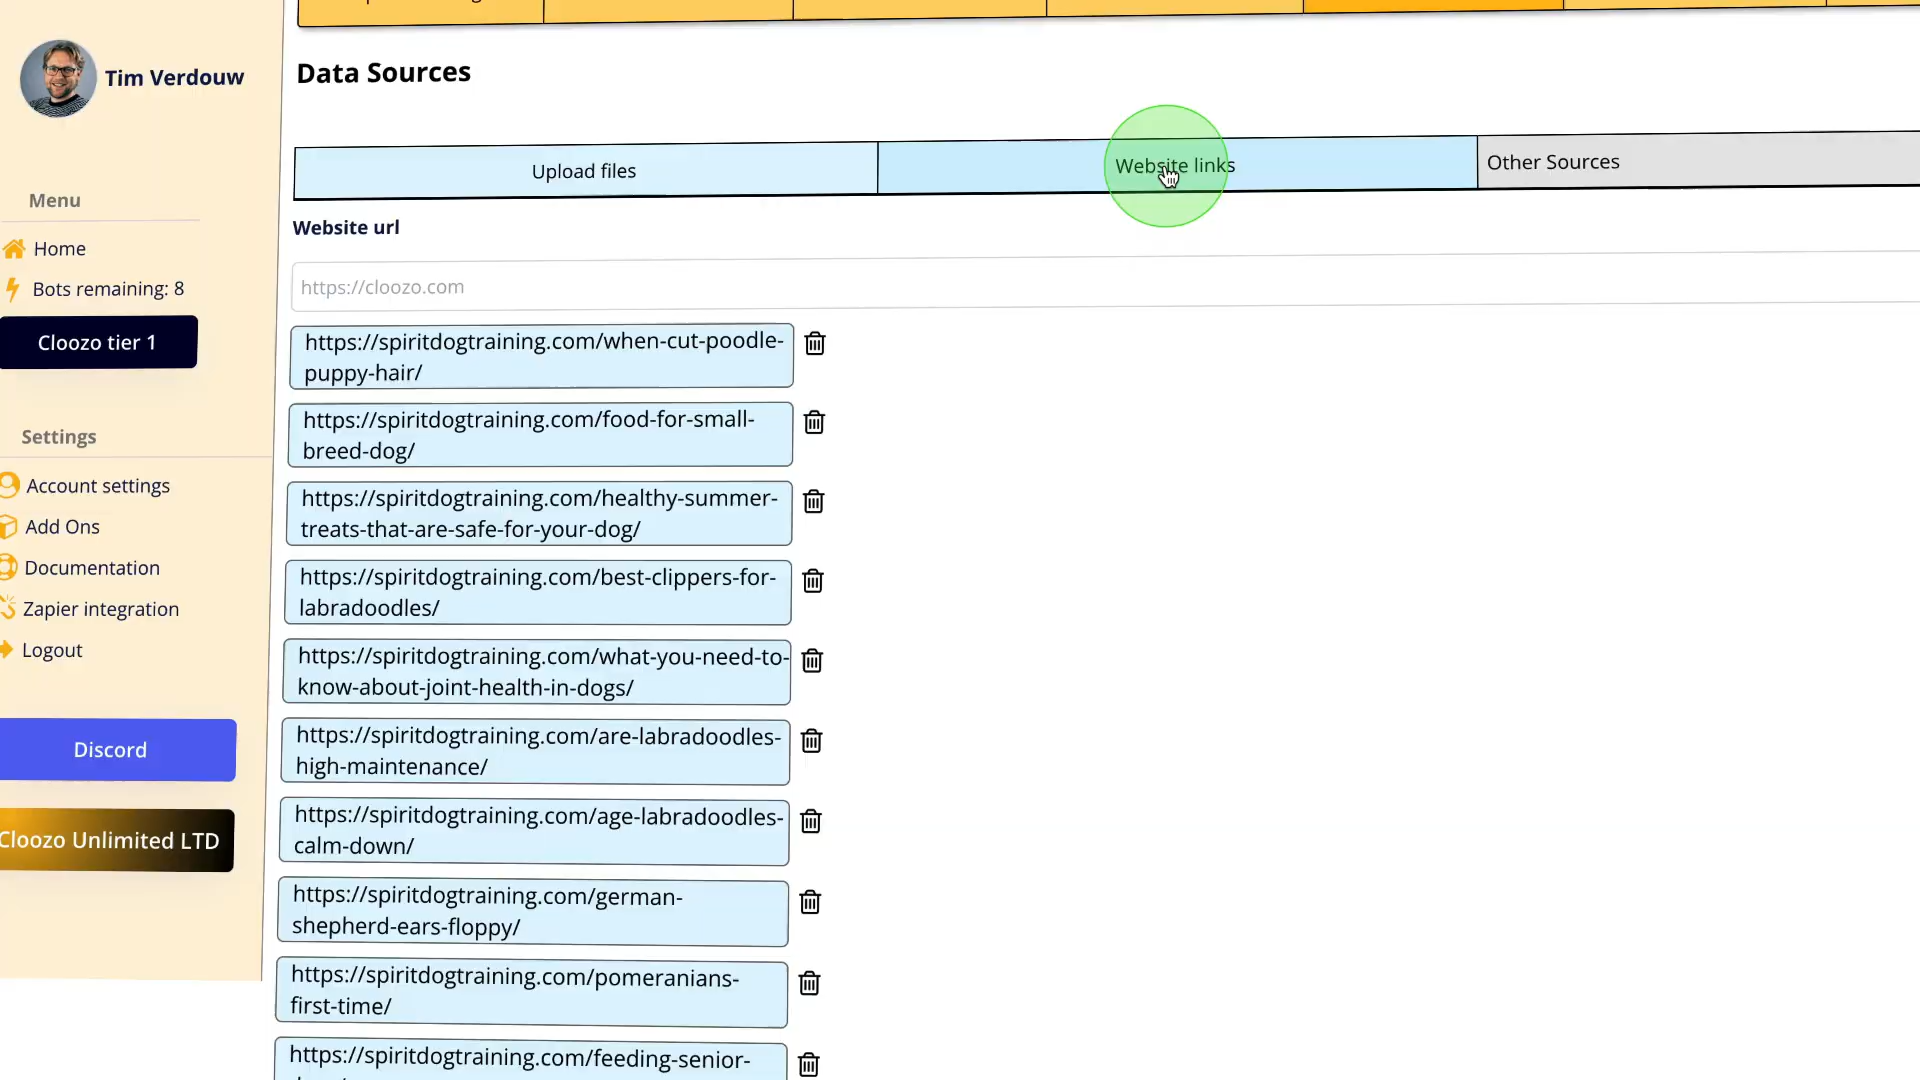 Tim Verdouw
Menu
Home
Bots remaining: 8
Cloozo tier 1
Settings
Account settings
Add Ons
Documentation
Zapier integration
Logout
Discord
Cloozo Unlimited LTD
Data Sources
Upload files
Website links
Other Sources
Website url
https://cloozo.com
https://spiritdogtraining.com/when-cut-poodle-
puppy-hair/
https://spiritdogtraining.com/food-for-small-
breed-dog/
https://spiritdogtraining.com/healthy-summer-
treats-that-are-safe-for-your-dog/
https://spiritdogtraining.com/best-clippers-for-
labradoodles/
https://spiritdogtraining.com/what-you-need-to-
know-about-joint-health-in-dogs/
https://spiritdogtraining.com/are-labradoodles-
high-maintenance/
https://spiritdogtraining.com/age-labradoodles-
calm-down/
https://spiritdogtraining.com/german-
shepherd-ears-floppy/
https://spiritdogtraining.com/pomeranians-
first-time/
https://spiritdogtraining.com/feeding-senior-